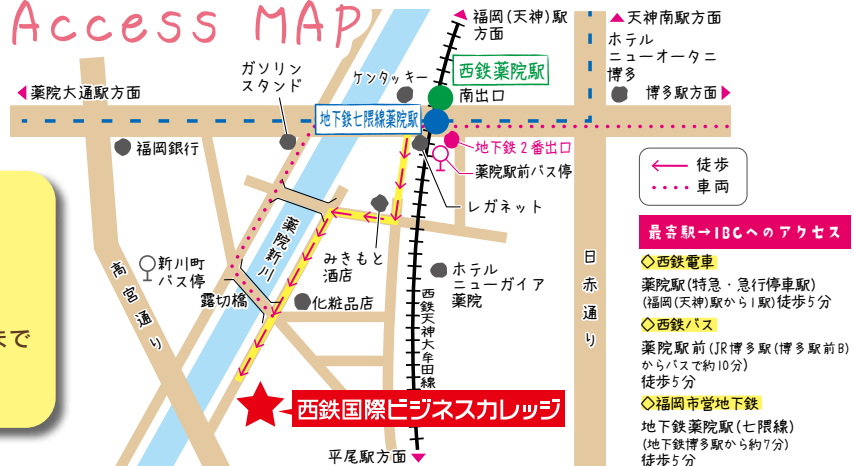 Access MAP
福岡(天神)駅
方面
天神南駅方面
ホテル
ニューオータニ
博多
ガソリン
スタンド
ケンタッキー
西鉄薬院駅
薬院大通駅方面
南出口
博多駅方面
地下鉄七隈線薬院駅
福岡銀行
地下鉄2番出口
薬院駅前バス停
徒歩
車両
レガネット
薬院新川
最寄駅→IBCへのアクセス
みきもと
酒店
新川町
バス停
高宮通り
露切橋
化粧品店
ホテル
ニューガイア
薬院
日赤通り
西鉄天神大牟田線
◇西鉄電車
薬院駅(特急・急行停車駅)
(福岡(天神)駅から1駅)徒歩5分
◇西鉄バス
薬院駅前(JR博多駅(博多駅前B)
からバスで約10分)
徒歩5分
◇福岡市営地下鉄
地下鉄薬院駅(七隈線)
(地下鉄博多駅から約7分)
徒歩5分
まで
西鉄国際ビジネスカレッジ
平尾駅方面